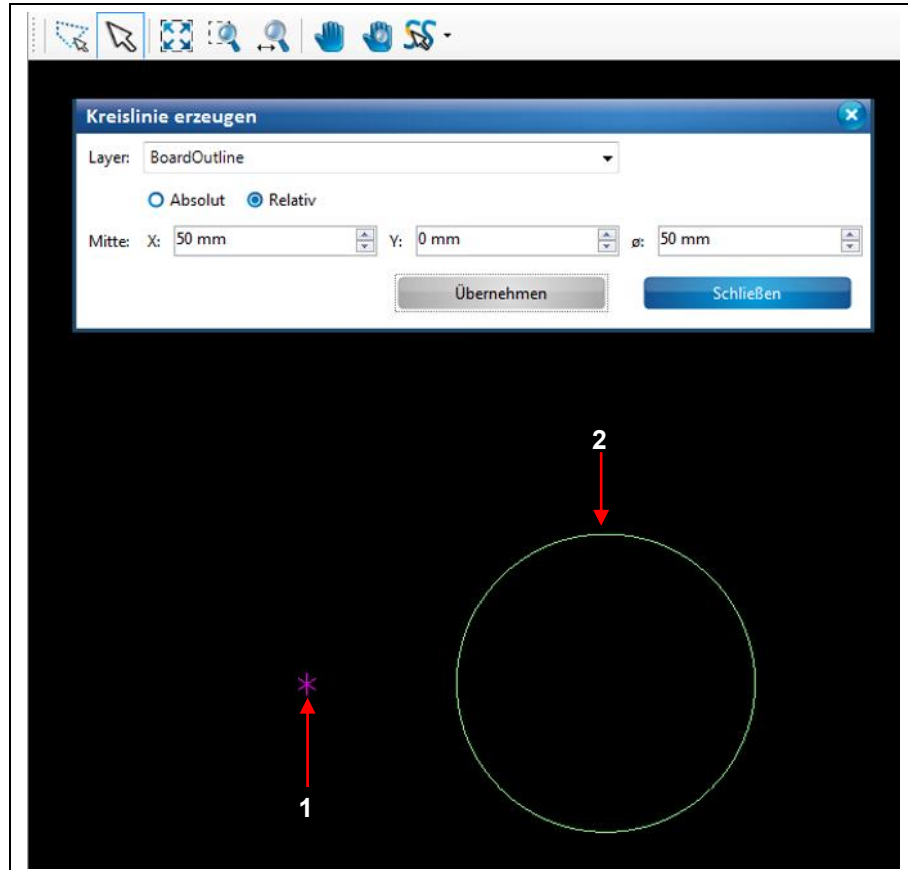 Kreislinie erzeugen
Layer: BoardOutline
Absolut Relativ
Mitte: X: 50 mm Y: 0 mm ø: 50 mm
Übernehmen Schließen
2
1